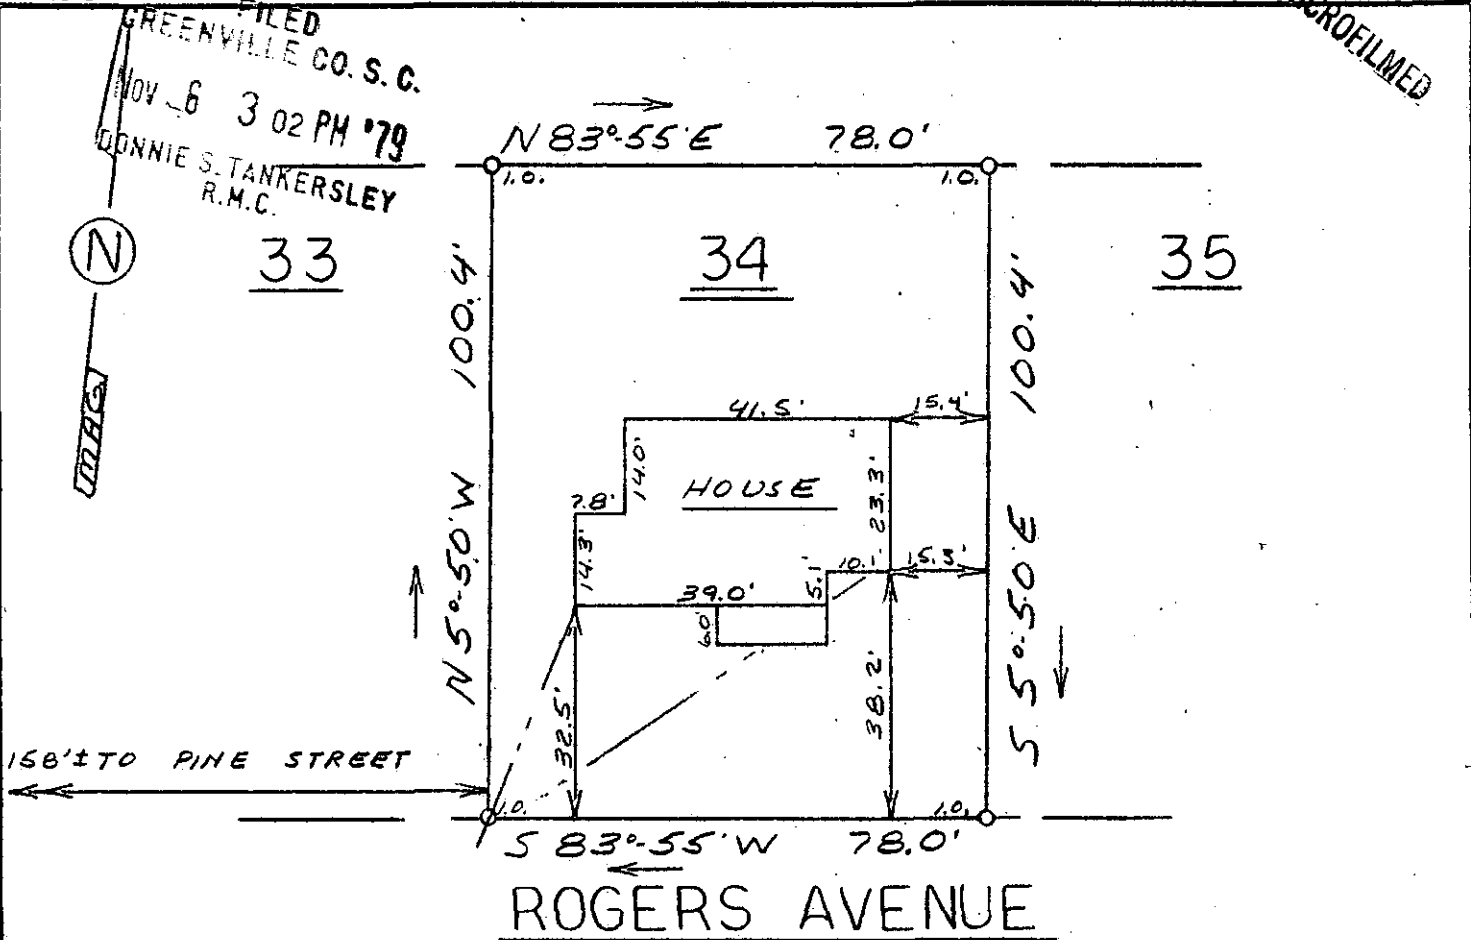 FILED
GREENVILLE CO. S. C.
NOV 6 3 02 PM '79
DONNIE S. TANKERSLEY
R.M.C.
CROFILMED
N 83°-55'E 78.0'
I.O. I.O.
N
33 34 35
100.4' 100.4'
MAG
41.5' 15.4'
14.0'
HOUSE
7.8' 23.3'
14.3' 5.1' 10.1' 15.3'
39.0'
6.0'
N 5°-50'W S 5°-50'E
32.5' 38.2'
158'± TO PINE STREET
I.O. I.O.
S 83°-55'W 78.0'
ROGERS AVENUE